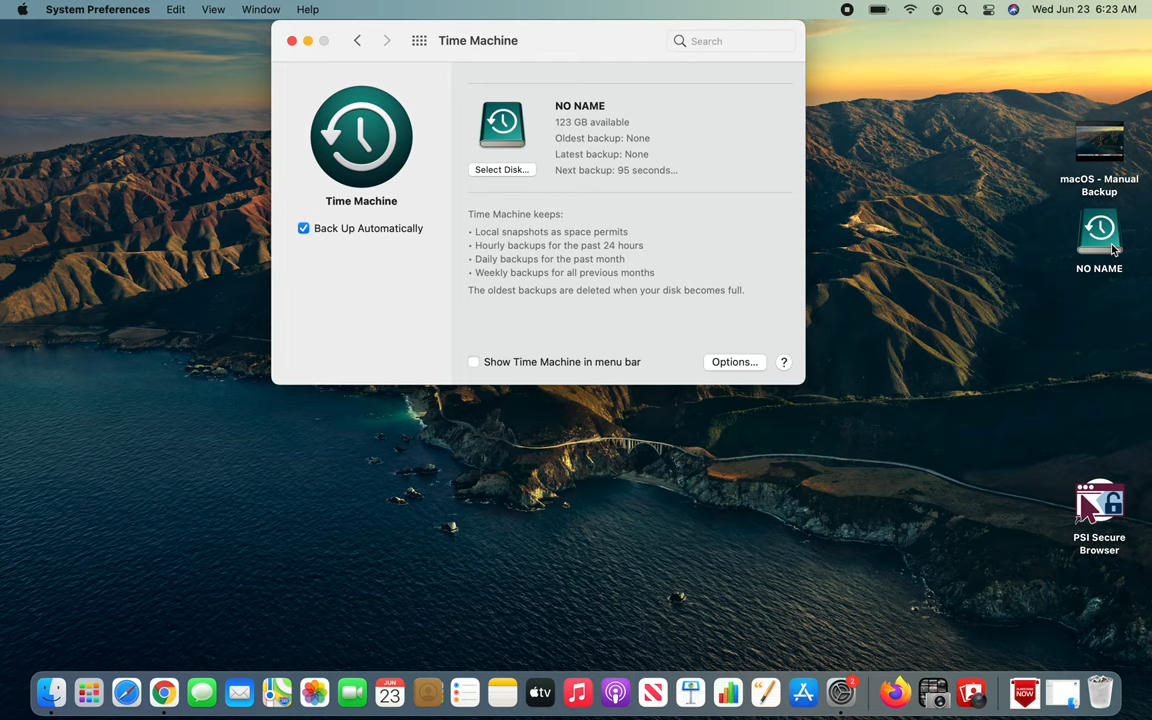 System Preferences Edit View Window Help
Wed Jun 23 6:23 AM
Time Machine
Search
NO NAME
123 GB available
Oldest backup: None
Latest backup: None
Next backup: 95 seconds...
Select Disk...
Time Machine
Back Up Automatically
Time Machine keeps:
• Local snapshots as space permits
• Hourly backups for the past 24 hours
• Daily backups for the past month
• Weekly backups for all previous months
The oldest backups are deleted when your disk becomes full.
Show Time Machine in menu bar
Options...
?
macOS - Manual
Backup
NO NAME
PSI Secure
Browser
JUN
23
tv
2
NOW